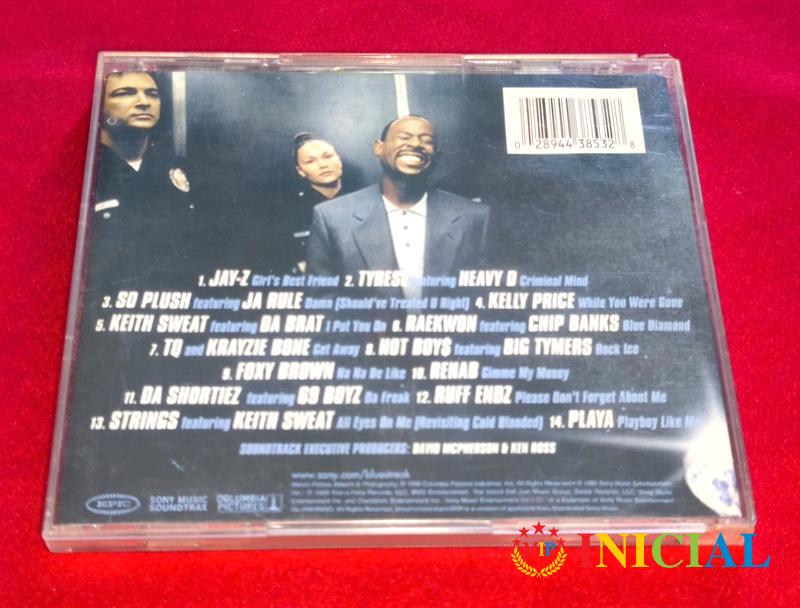 0 28944 38532 8
1. JAY-Z Girl's Best Friend 2. TYRESE featuring HEAVY D Criminal Mind
3. SO PLUSH featuring JA RULE Damn (Should've Treated U Right) 4. KELLY PRICE While You Were Gone
5. KEITH SWEAT featuring DA BRAT I Put You On 6. RAEKWON featuring CHIP BANKS Blue Diamond
7. TQ and KRAYZIE BONE Get Away 8. HOT BOY$ featuring BIG TYMERS Rock Ice
9. FOXY BROWN Na Na Be Like 10. REHAB Gimme My Money
11. DA SHORTIEZ featuring 69 BOYZ Da Freak 12. RUFF ENDZ Please Don't Forget About Me
13. STRINGS featuring KEITH SWEAT All Eyes On Me (Revisiting Cold Blooded) 14. PLAYA Playboy Like Me
SOUNDTRACK EXECUTIVE PRODUCERS: DAVID MCPHERSON & KEN ROSS
www.sony.com/bluestreak
EPIC
SONY MUSIC
SOUNDTRAX
COLUMBIA
PICTURES
1P
INICIAL